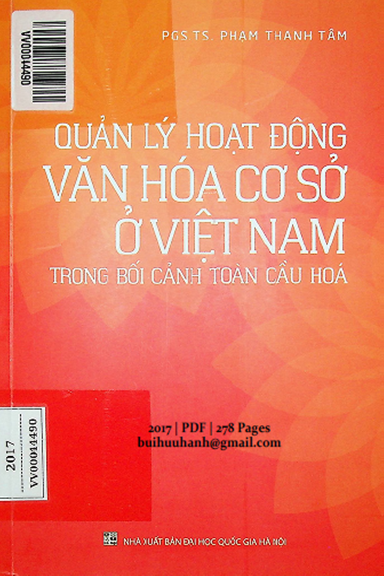 VV00044490
PGS.TS. PHẠM THANH TÂM
QUẢN LÝ HOẠT ĐỘNG
VĂN HÓA CƠ SỞ
Ở VIỆT NAM
TRONG BỐI CẢNH TOÀN CẦU HOÁ
2017 | PDF | 278 Pages
buihuuhanh@gmail.com
2017
VV00044490
NHÀ XUẤT BẢN ĐẠI HỌC QUỐC GIA HÀ NỘI